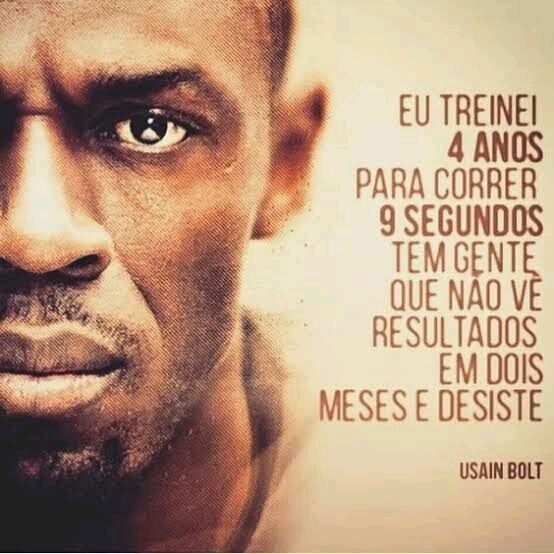 EU TREINEI
4 ANOS
PARA CORRER
9 SEGUNDOS
TEM GENTE
QUE NÃO VÊ
RESULTADOS
EM DOIS
MESES E DESISTE
USAIN BOLT